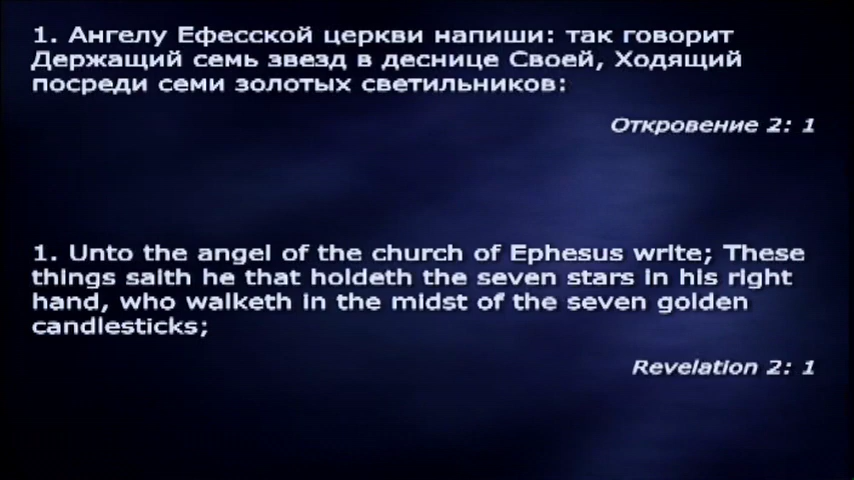 1. Ангелу Ефесской церкви напиши: так говорит
Держащий семь звезд в деснице Своей, Ходящий
посреди семи золотых светильников:
Откровение 2: 1
1. Unto the angel of the church of Ephesus write; These
things saith he that holdeth the seven stars in his right
hand, who walketh in the midst of the seven golden
candlesticks;
Revelation 2: 1